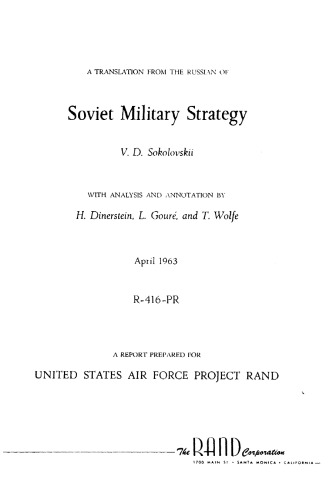 A TRANSLATION FROM THE RUSSIAN OF
Soviet Military Strategy
V. D. Sokolovskii
WITH ANALYSIS AND ANNOTATION BY
H. Dinerstein, L. Gouré, and T. Wolfe
April 1963
R-416-PR
A REPORT PREPARED FOR
UNITED STATES AIR FORCE PROJECT RAND
The RAND Corporation
1700 MAIN ST • SANTA MONICA • CALIFORNIA